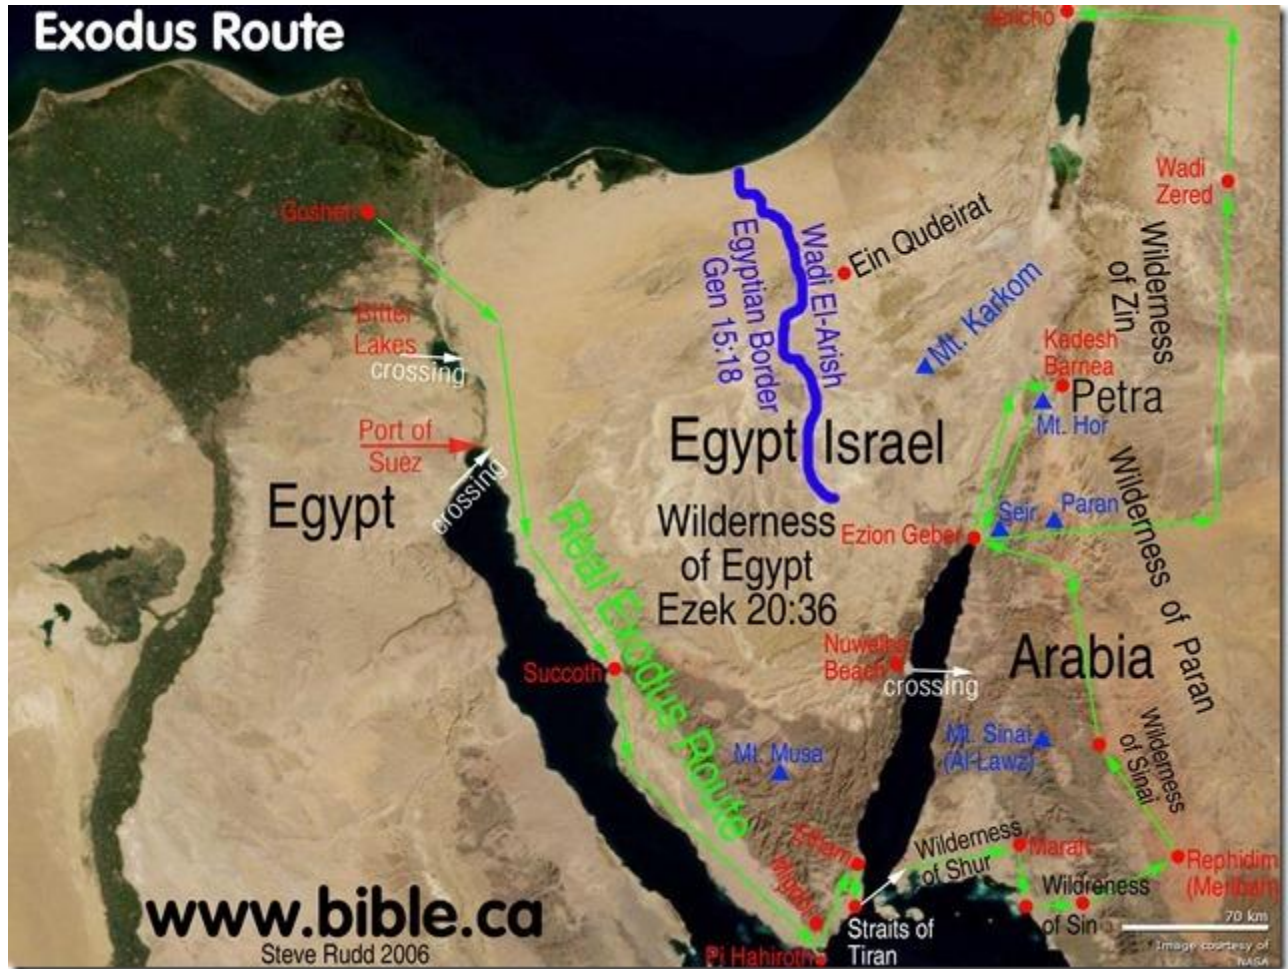 Exodus Route
Jericho
Goshen
Wadi
Zered
Ein Qudeirat
Wadi El-Arish
Egyptian Border
Gen 15:18
Wilderness
of Zin
Mt. Karkom
Bitter
Lakes
crossing
Kadesh
Barnea
Petra
Mt. Hor
Port of
Suez
crossing
Egypt
Egypt
Israel
Wilderness
of Egypt
Ezek 20:36
Seir
Paran
Ezion Geber
Wilderness of Paran
Real Exodus Route
Succoth
Nuweiba
Beach
crossing
Arabia
Mt. Musa
Mt. Sinai
(Al-Lawz)
Wilderness
of Sinai
Etham
Migdol
Wilderness
of Shur
Marah
Rephidim
(Meribah)
Wildreness
of Sin
Straits of
Tiran
Pi Hahiroth
www.bible.ca
Steve Rudd 2006
70 km
Image courtesy of
NASA